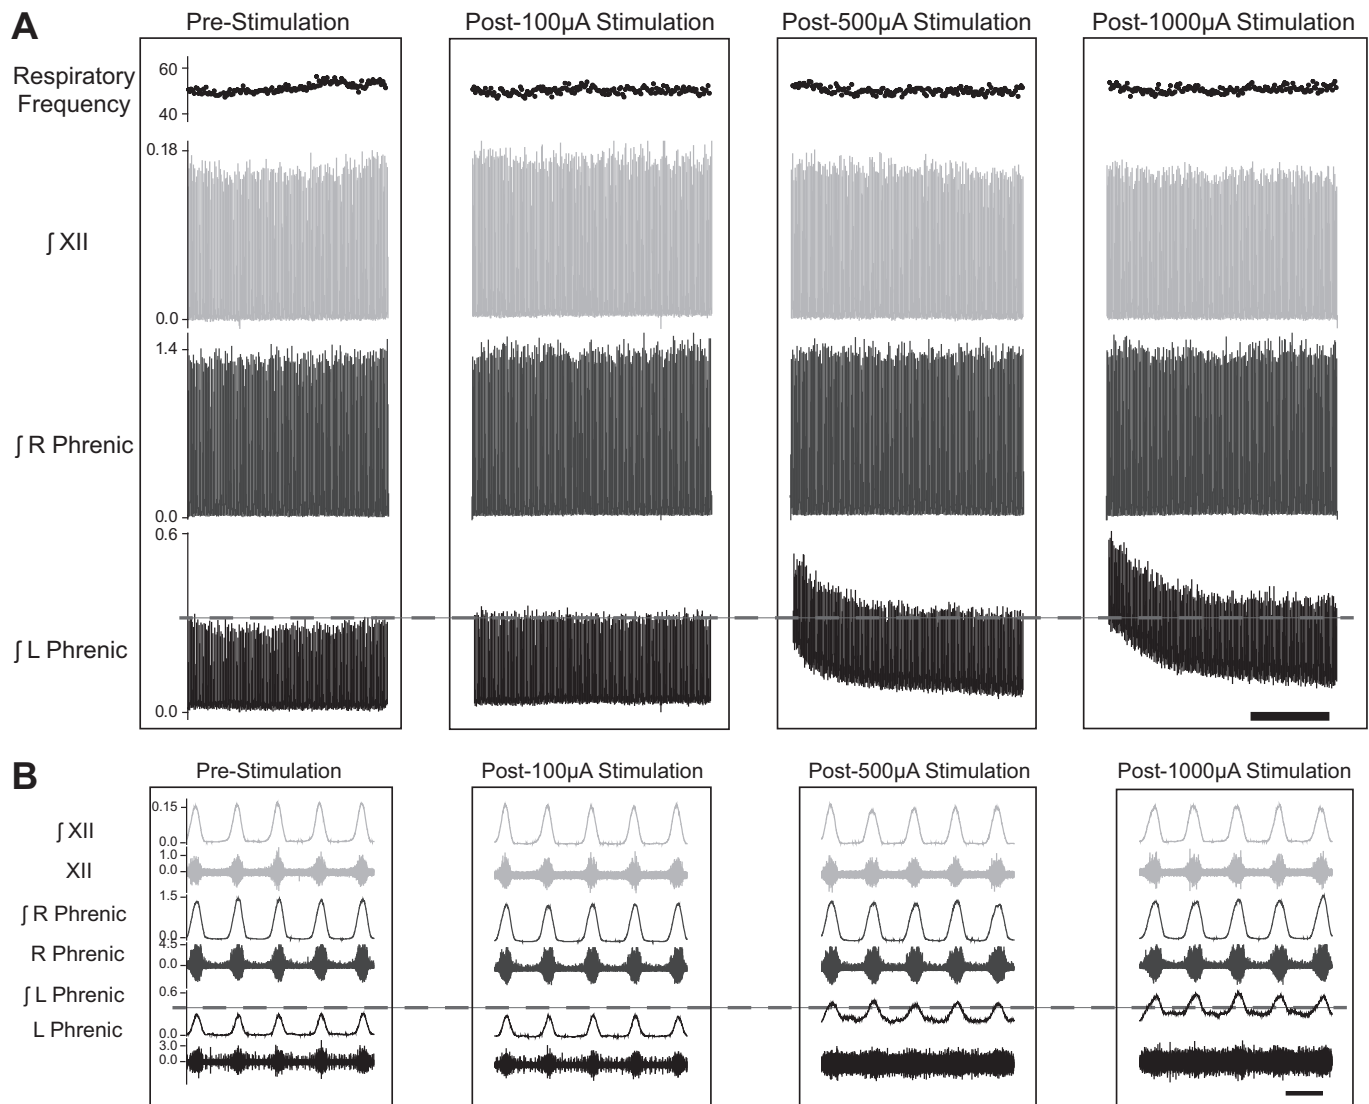 A
Pre-Stimulation Post-100µA Stimulation Post-500µA Stimulation Post-1000µA Stimulation
Respiratory
Frequency
60
40
0.18
∫ XII
0.0
1.4
∫ R Phrenic
0.0
0.6
∫ L Phrenic
0.0
B
Pre-Stimulation Post-100µA Stimulation Post-500µA Stimulation Post-1000µA Stimulation
0.15
∫ XII
0.0
1.0
XII
0.0
1.5
∫ R Phrenic
0.0
4.5
R Phrenic
0.0
∫ L Phrenic
0.6
L Phrenic
0.0
3.0
0.0